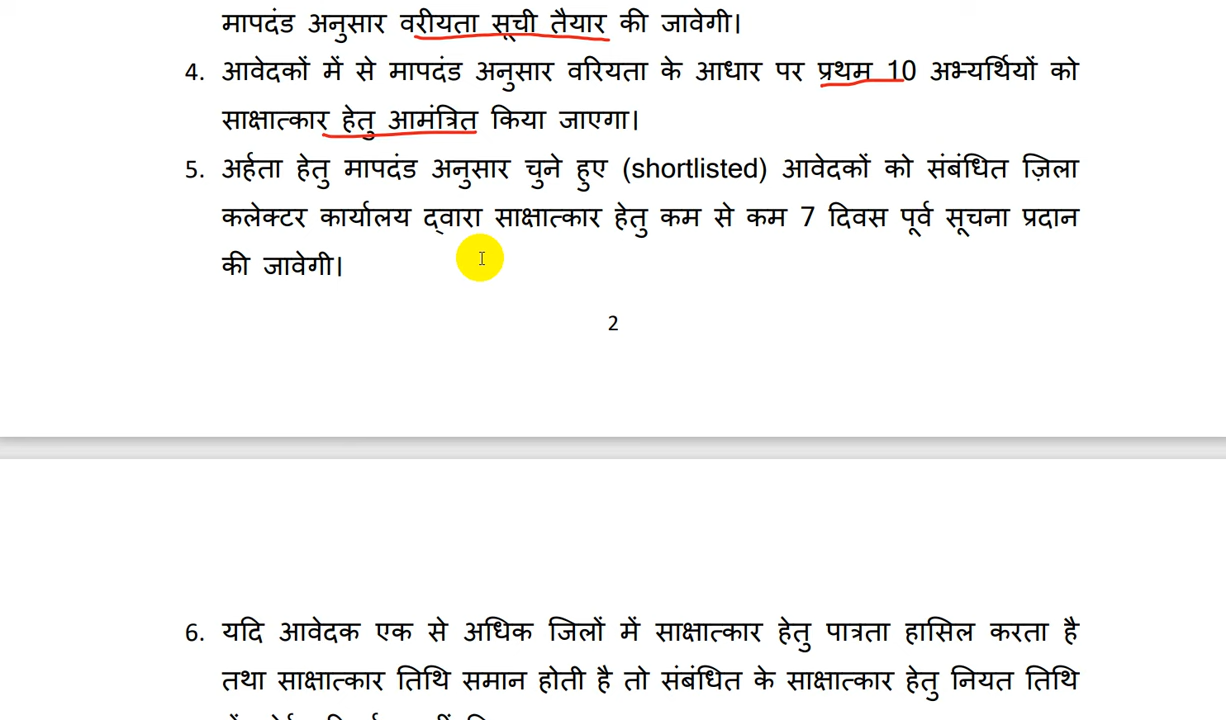 मापदंड अनुसार वरीयता सूची तैयार की जावेगी।
4. आवेदकों में से मापदंड अनुसार वरियता के आधार पर प्रथम 10 अभ्यर्थियों को
साक्षात्कार हेतु आमंत्रित किया जाएगा।
5. अर्हता हेतु मापदंड अनुसार चुने हुए (shortlisted) आवेदकों को संबंधित ज़िला
कलेक्टर कार्यालय द्वारा साक्षात्कार हेतु कम से कम 7 दिवस पूर्व सूचना प्रदान
की जावेगी।
2
6. यदि आवेदक एक से अधिक जिलों में साक्षात्कार हेतु पात्रता हासिल करता है
तथा साक्षात्कार तिथि समान होती है तो संबंधित के साक्षात्कार हेतु नियत तिथि